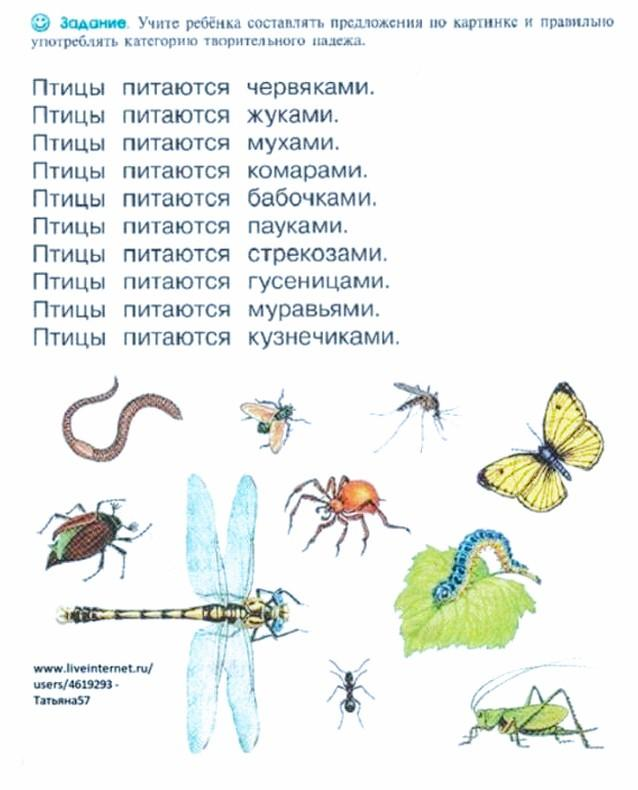 Задание. Учите ребёнка составлять предложения по картинке и правильно
употреблять категорию творительного падежа.
Птицы питаются червяками.
Птицы питаются жуками.
Птицы питаются мухами.
Птицы питаются комарами.
Птицы питаются бабочками.
Птицы питаются пауками.
Птицы питаются стрекозами.
Птицы питаются гусеницами.
Птицы питаются муравьями.
Птицы питаются кузнечиками.
www.liveinternet.ru/
users/4619293 -
Татьяна57